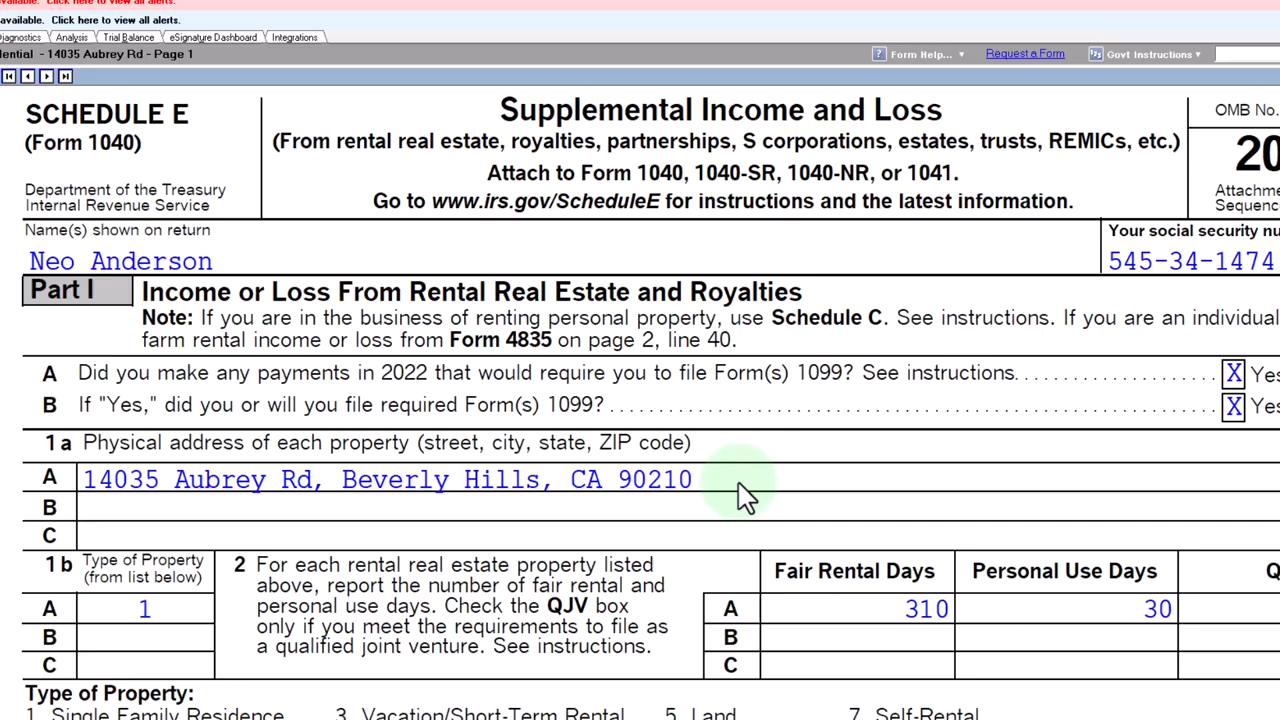 available. Click here to view all alerts.
available. Click here to view all alerts.
Diagnostics Analysis Trial Balance eSignature Dashboard Integrations
dential - 14035 Aubrey Rd - Page 1 ? Form Help... Request a Form Govt Instructions
SCHEDULE E
(Form 1040)
Department of the Treasury
Internal Revenue Service
Supplemental Income and Loss
(From rental real estate, royalties, partnerships, S corporations, estates, trusts, REMICs, etc.)
Attach to Form 1040, 1040-SR, 1040-NR, or 1041.
Go to www.irs.gov/ScheduleE for instructions and the latest information.
OMB No.
20
Attachme
Sequenc
Name(s) shown on return
Neo Anderson
Your social security nu
545-34-1474
Part I Income or Loss From Rental Real Estate and Royalties
Note: If you are in the business of renting personal property, use Schedule C. See instructions. If you are an individual
farm rental income or loss from Form 4835 on page 2, line 40.
A Did you make any payments in 2022 that would require you to file Form(s) 1099? See instructions. X Yes
B If "Yes," did you or will you file required Form(s) 1099? X Yes
1a Physical address of each property (street, city, state, ZIP code)
A 14035 Aubrey Rd, Beverly Hills, CA 90210
B
C
1b Type of Property
(from list below)
A 1
B
C
2 For each rental real estate property listed
above, report the number of fair rental and
personal use days. Check the QJV box
only if you meet the requirements to file as
a qualified joint venture. See instructions.
Fair Rental Days Personal Use Days Q
A 310 30
B
C
Type of Property:
1 Single Family Residence 3 Vacation/Short-Term Rental 5 Land 7 Self-Rental